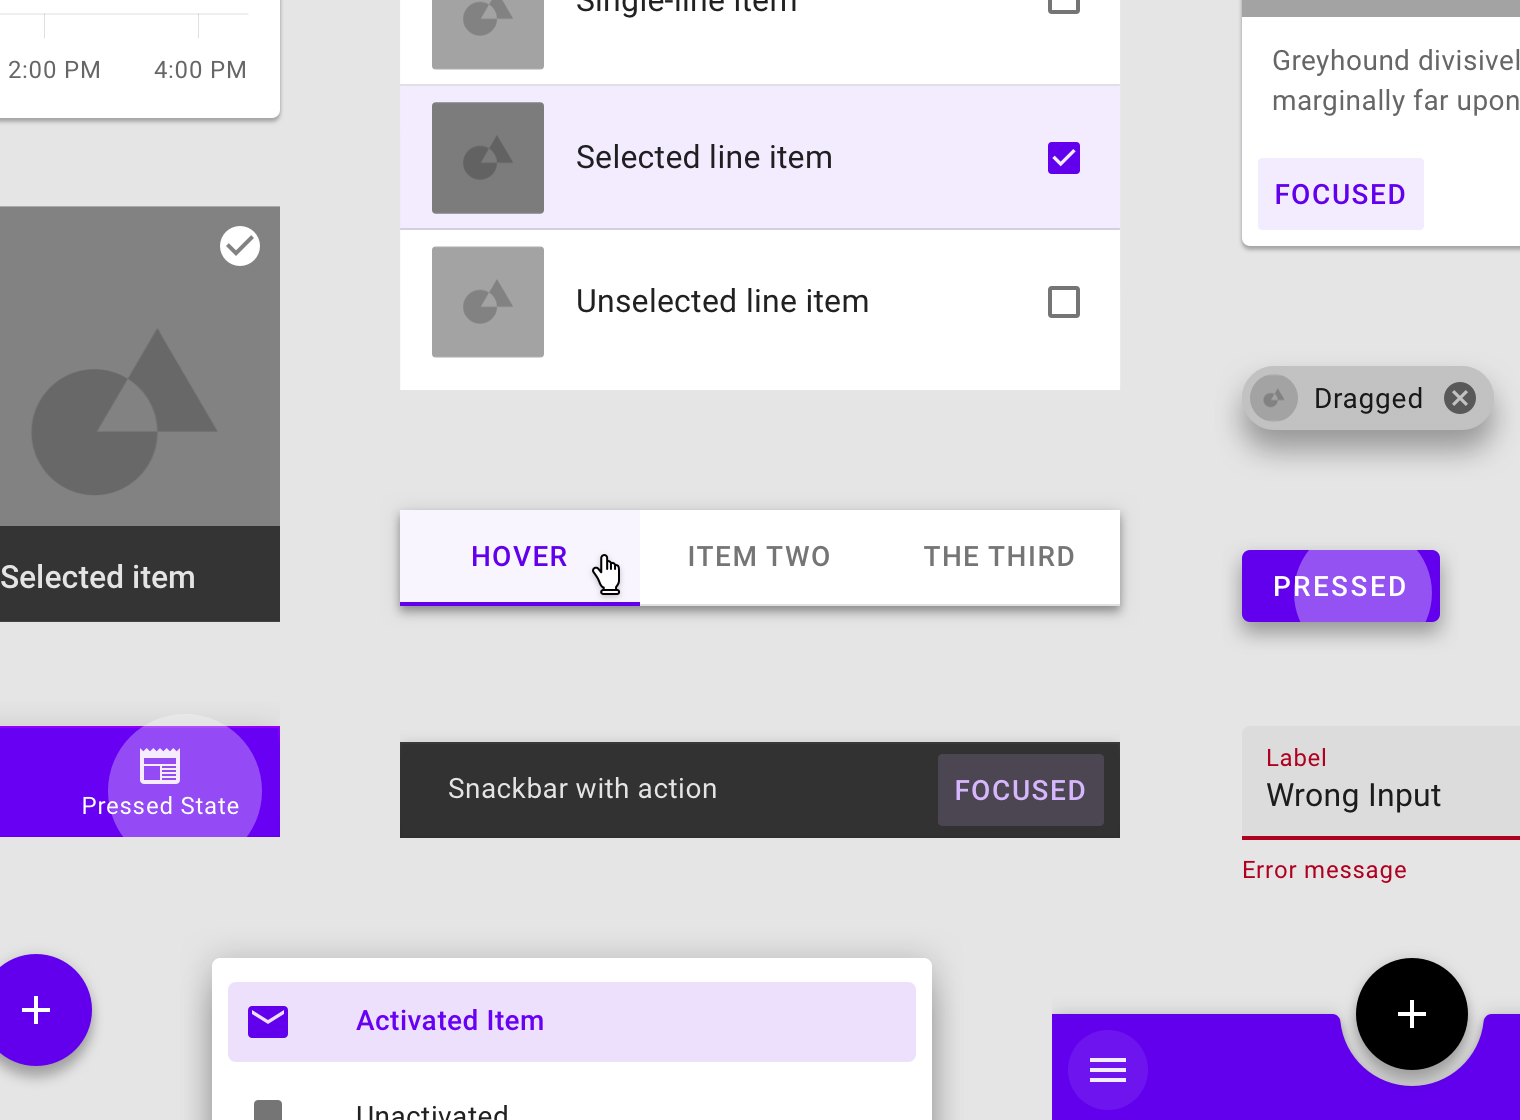 Single-line item
2:00 PM 4:00 PM
Greyhound divisivel
marginally far upon
Selected line item
FOCUSED
Unselected line item
Dragged
HOVER ITEM TWO THE THIRD
Selected item
PRESSED
Pressed State
Snackbar with action FOCUSED
Label
Wrong Input
Error message
Activated Item
Unactivated